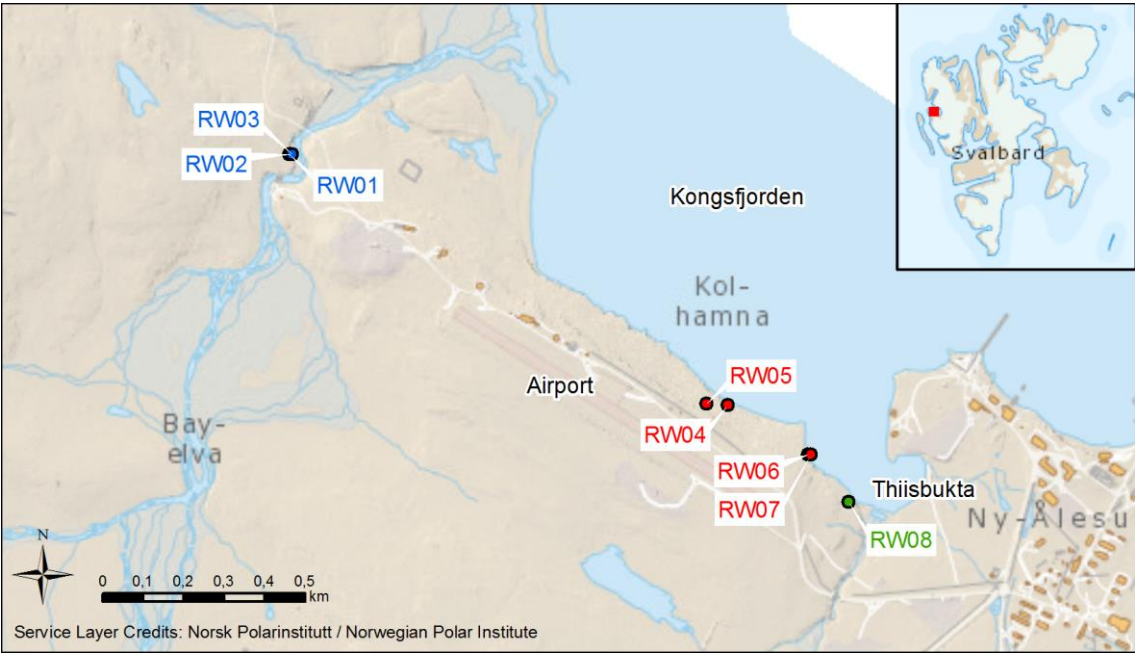 RW03
RW02
RW01
Svalbard
Kongsfjorden
Kol-
hamna
Airport
RW05
RW04
Bay-
elva
RW06
RW07
Thiisbukta
Ny-Ålesu
RW08
N
0 0,1 0,2 0,3 0,4 0,5
km
Service Layer Credits: Norsk Polarinstitutt / Norwegian Polar Institute